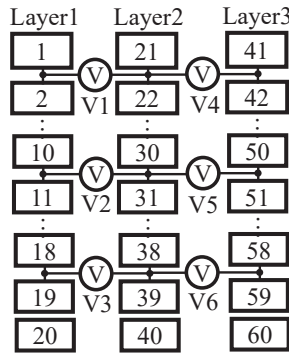 Layer1 Layer2 Layer3
1 21 41
V V
2 V1 22 V4 42
10 30 50
V V
11 V2 31 V5 51
18 38 58
V V
19 V3 39 V6 59
20 40 60